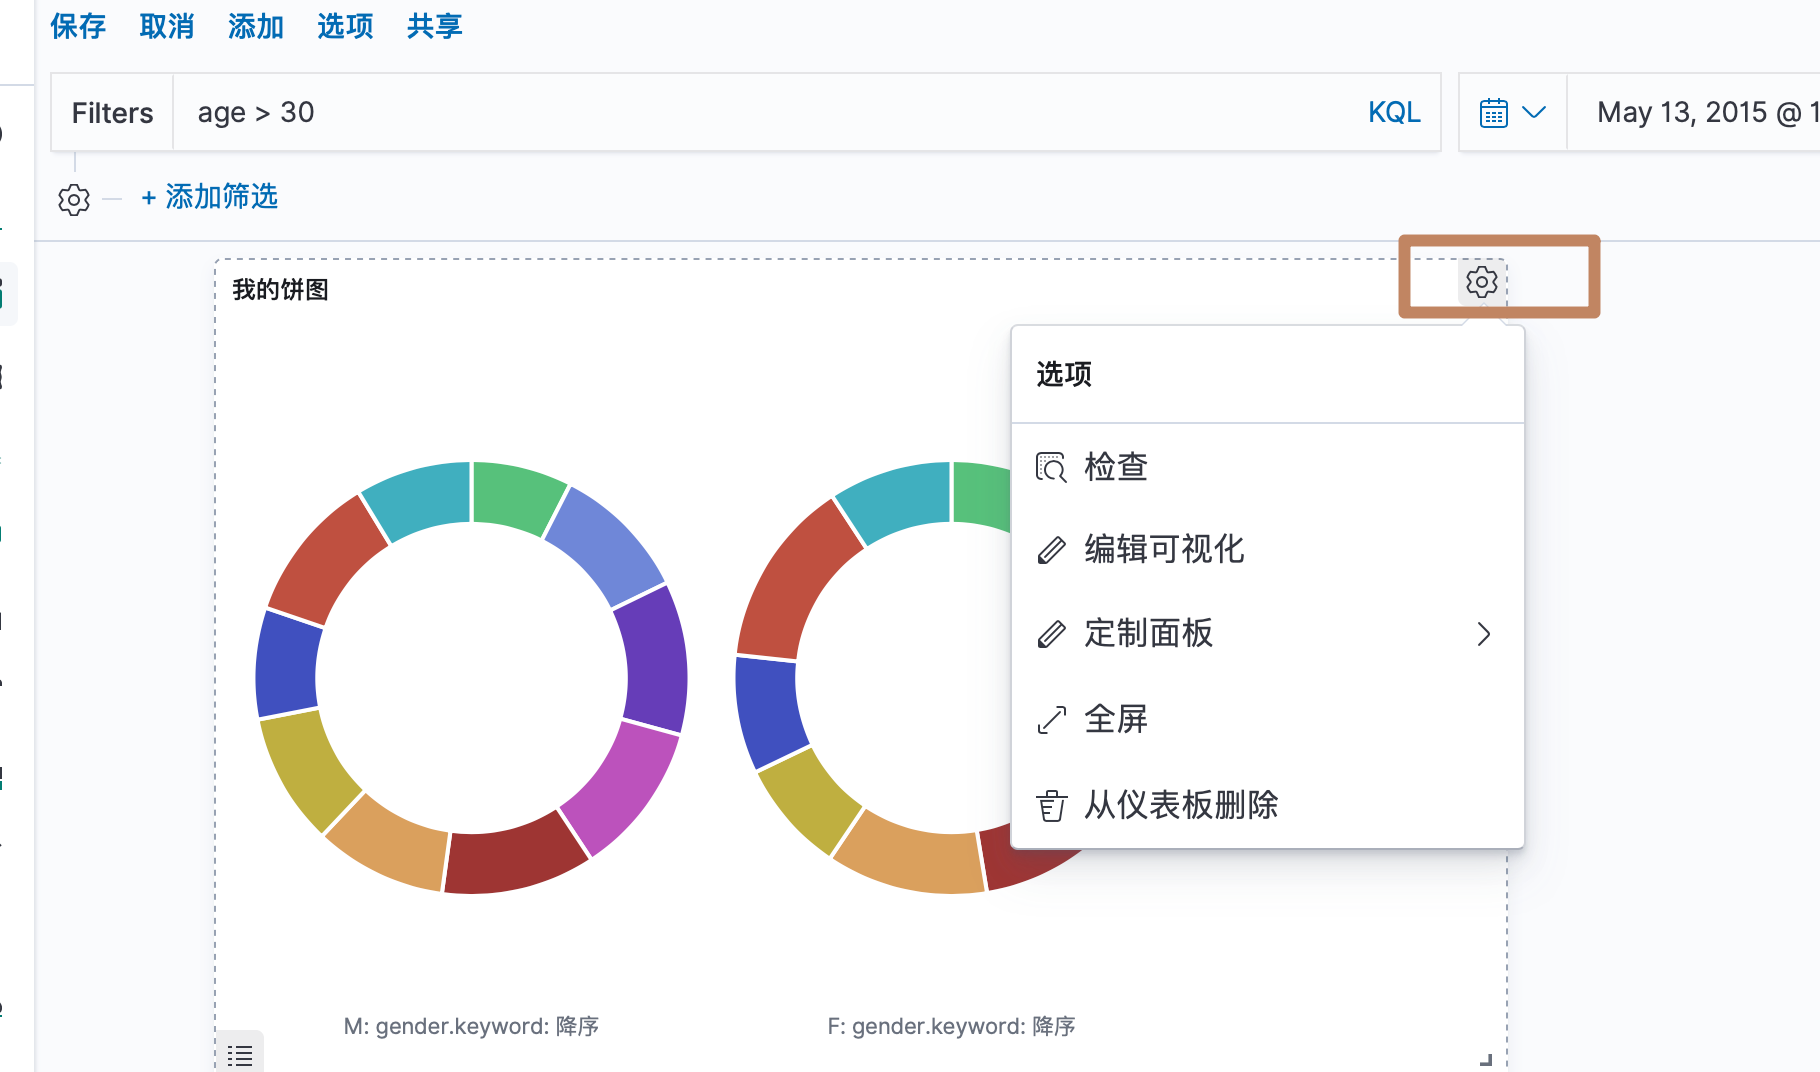 保存 取消 添加 选项 共享
Filters age > 30 KQL May 13, 2015 @ 1
+ 添加筛选
我的饼图
选项
检查
编辑可视化
定制面板
全屏
从仪表板删除
M: gender.keyword: 降序 F: gender.keyword: 降序